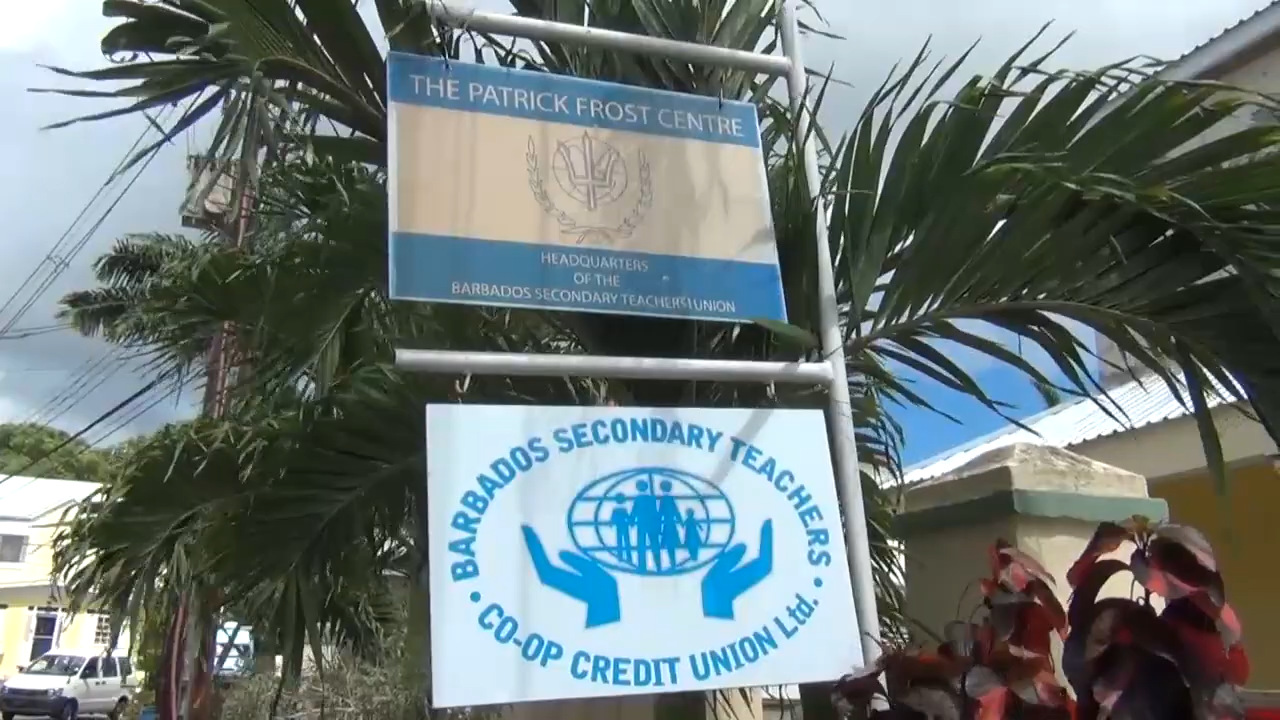 THE PATRICK FROST CENTRE
HEADQUARTERS
OF THE
BARBADOS SECONDARY TEACHERS' UNION
BARBADOS SECONDARY TEACHERS
• CO-OP CREDIT UNION Ltd. •